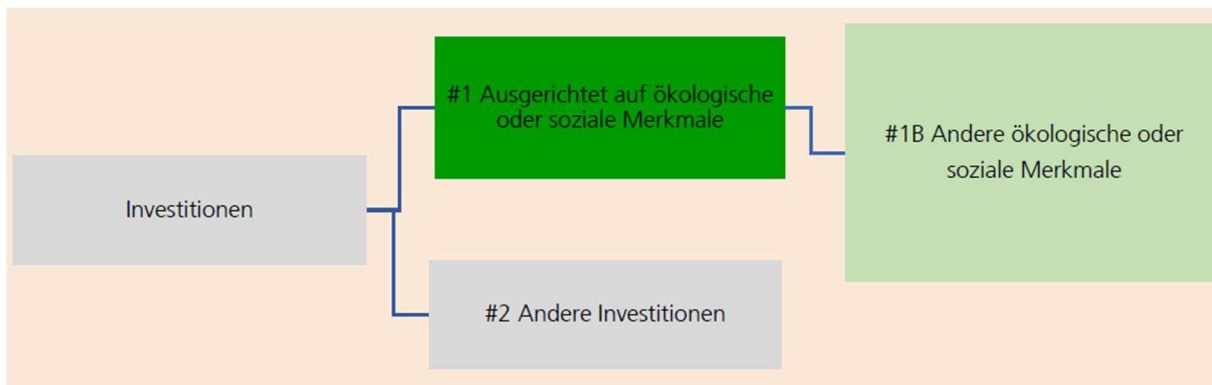 Investitionen
#1 Ausgerichtet auf ökologische
oder soziale Merkmale
#1B Andere ökologische oder
soziale Merkmale
#2 Andere Investitionen